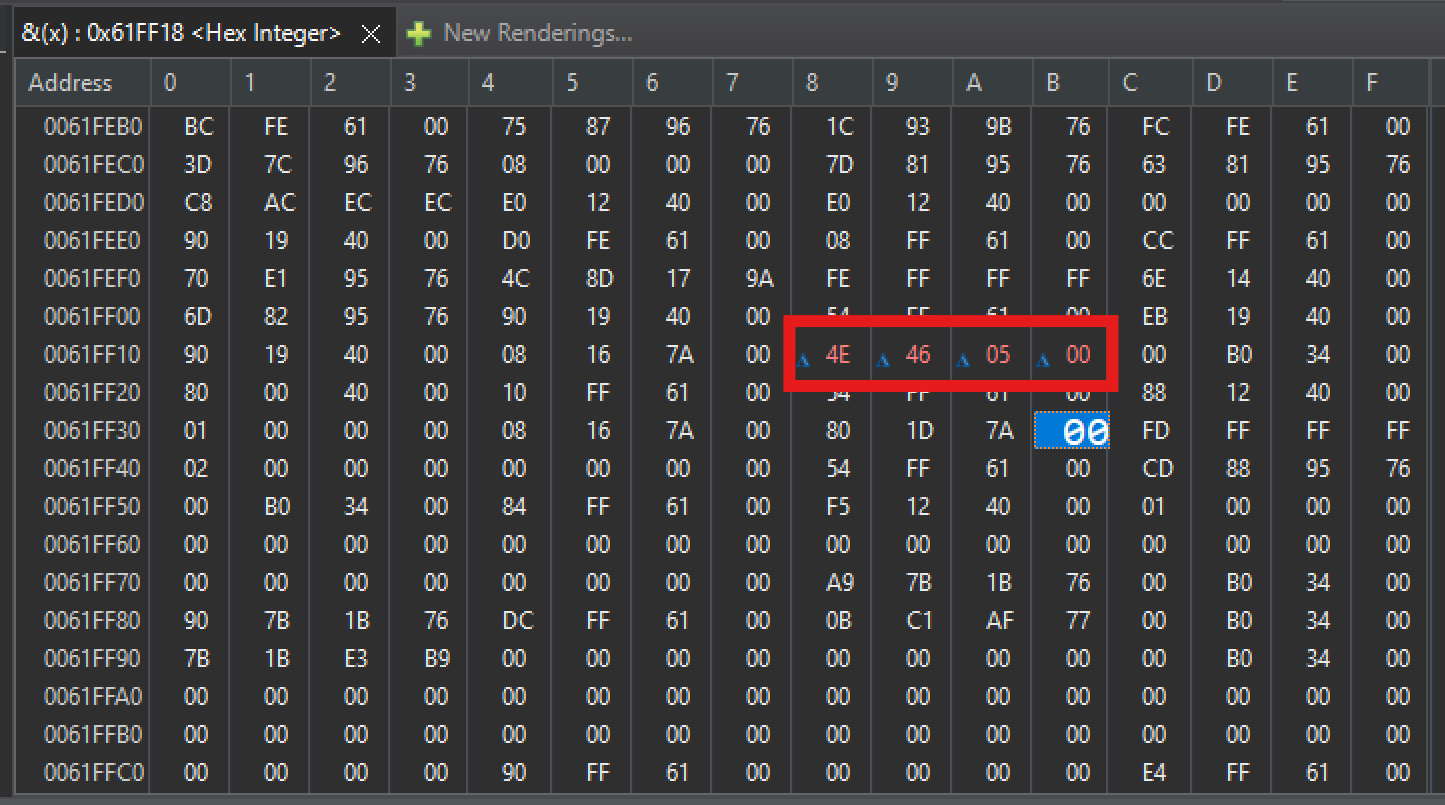 &(x) : 0x61FF18 <Hex Integer> New Renderings...
Address 0 1 2 3 4 5 6 7 8 9 A B C D E F
0061FEB0 BC FE 61 00 75 87 96 76 1C 93 9B 76 FC FE 61 00
0061FEC0 3D 7C 96 76 08 00 00 00 7D 81 95 76 63 81 95 76
0061FED0 C8 AC EC EC E0 12 40 00 E0 12 40 00 00 00 00 00
0061FEE0 90 19 40 00 D0 FE 61 00 08 FF 61 00 CC FF 61 00
0061FEF0 70 E1 95 76 4C 8D 17 9A FE FF FF FF 6E 14 40 00
0061FF00 6D 82 95 76 90 19 40 00 54 FF 61 00 EB 19 40 00
0061FF10 90 19 40 00 08 16 7A 00 4E 46 05 00 00 B0 34 00
0061FF20 80 00 40 00 10 FF 61 00 54 FF 61 00 88 12 40 00
0061FF30 01 00 00 00 08 16 7A 00 80 1D 7A 00 FD FF FF FF
0061FF40 02 00 00 00 00 00 00 00 54 FF 61 00 CD 88 95 76
0061FF50 00 B0 34 00 84 FF 61 00 F5 12 40 00 01 00 00 00
0061FF60 00 00 00 00 00 00 00 00 00 00 00 00 00 00 00 00
0061FF70 00 00 00 00 00 00 00 00 A9 7B 1B 76 00 B0 34 00
0061FF80 90 7B 1B 76 DC FF 61 00 0B C1 AF 77 00 B0 34 00
0061FF90 7B 1B E3 B9 00 00 00 00 00 00 00 00 00 B0 34 00
0061FFA0 00 00 00 00 00 00 00 00 00 00 00 00 00 00 00 00
0061FFB0 00 00 00 00 00 00 00 00 00 00 00 00 00 00 00 00
0061FFC0 00 00 00 00 90 FF 61 00 00 00 00 00 E4 FF 61 00